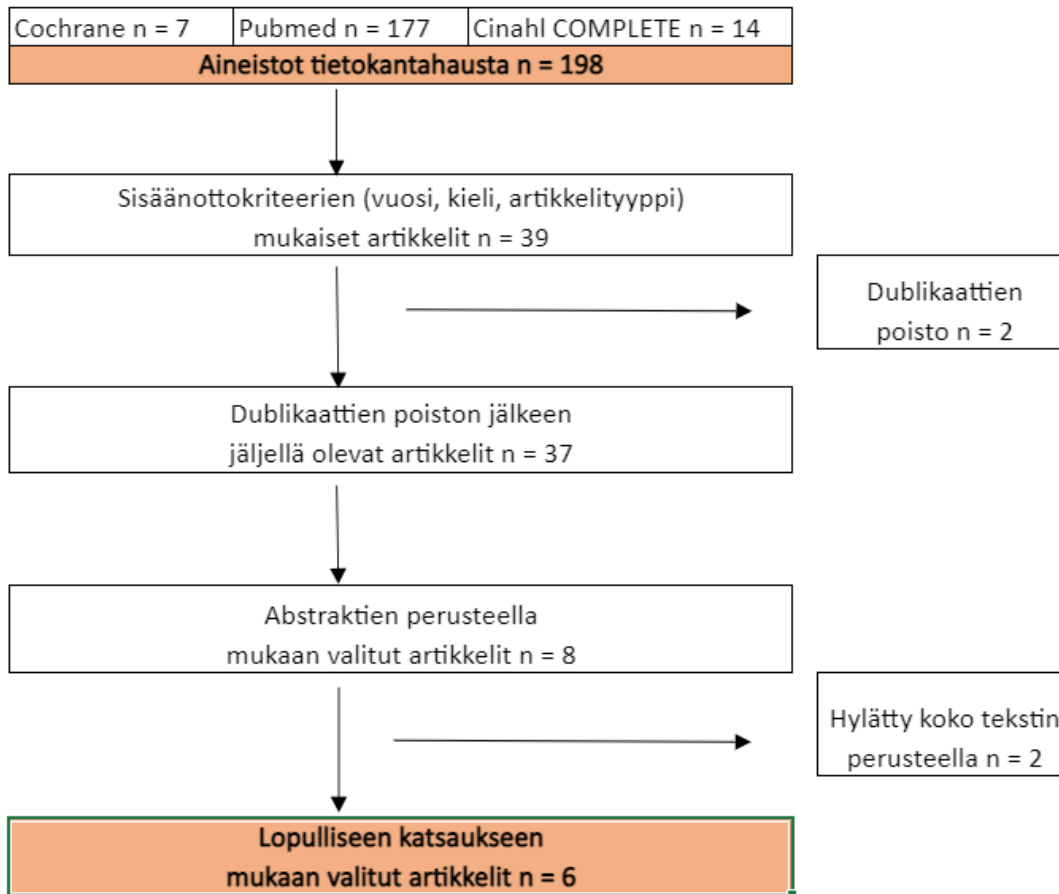 Cochrane n = 7 Pubmed n = 177 Cinahl COMPLETE n = 14
Aineistot tietokantahausta n = 198
Sisäänottokriteerien (vuosi, kieli, artikkelityyppi)
mukaiset artikkelit n = 39
Dublikaattien
poisto n = 2
Dublikaattien poiston jälkeen
jäljellä olevat artikkelit n = 37
Abstraktien perusteella
mukaan valitut artikkelit n = 8
Hylätty koko tekstin
perusteella n = 2
Lopulliseen katsaukseen
mukaan valitut artikkelit n = 6